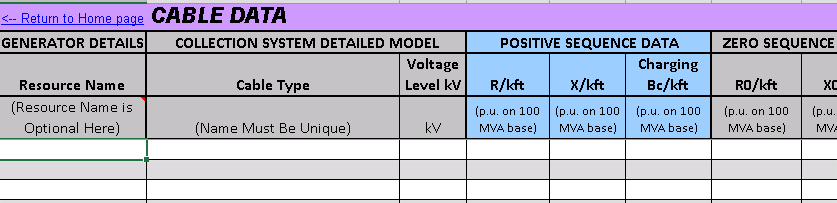 <-- Return to Home page CABLE DATA
GENERATOR DETAILS COLLECTION SYSTEM DETAILED MODEL POSITIVE SEQUENCE DATA ZERO SEQUENCE
Voltage Charging
Resource Name Cable Type Level kV R/kft X/kft Bc/kft R0/kft
(Resource Name is (p.u. on 100 (p.u. on 100 (p.u. on 100 (p.u. on 100 (p.u.
Optional Here) (Name Must Be Unique) kV MVA base) MVA base) MVA base) MVA base)